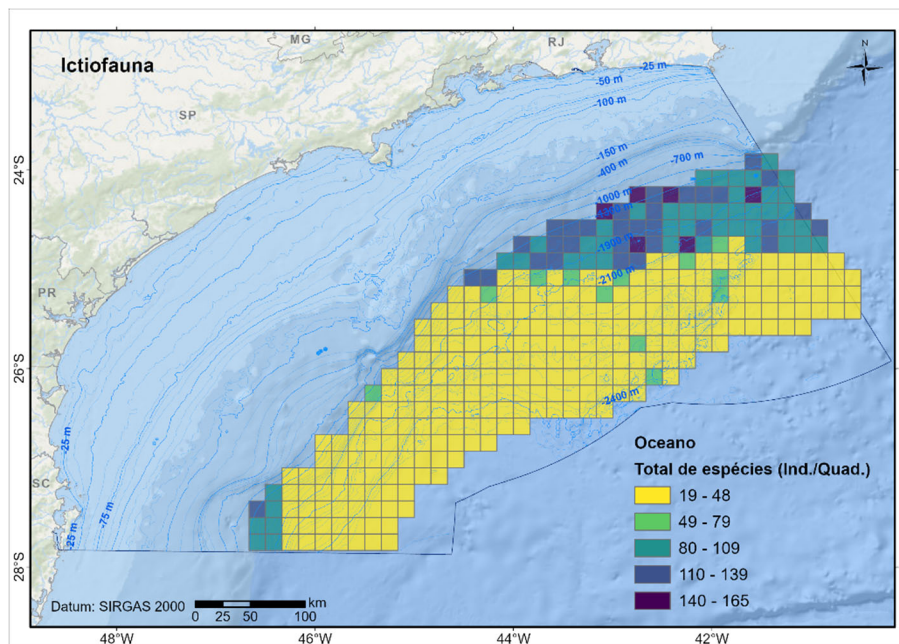 Ictiofauna
MG
RJ
N
SP
PR
SC
-25 m
-50 m
-100 m
-150 m
-400 m
-700 m
-1000 m
-1900 m
-2100 m
-2400 m
-25 m
-75 m
-25 m
24°S
26°S
28°S
Oceano
Total de espécies (Ind./Quad.)
19 - 48
49 - 79
80 - 109
110 - 139
140 - 165
Datum: SIRGAS 2000
km
0 25 50 100
48°W 46°W 44°W 42°W